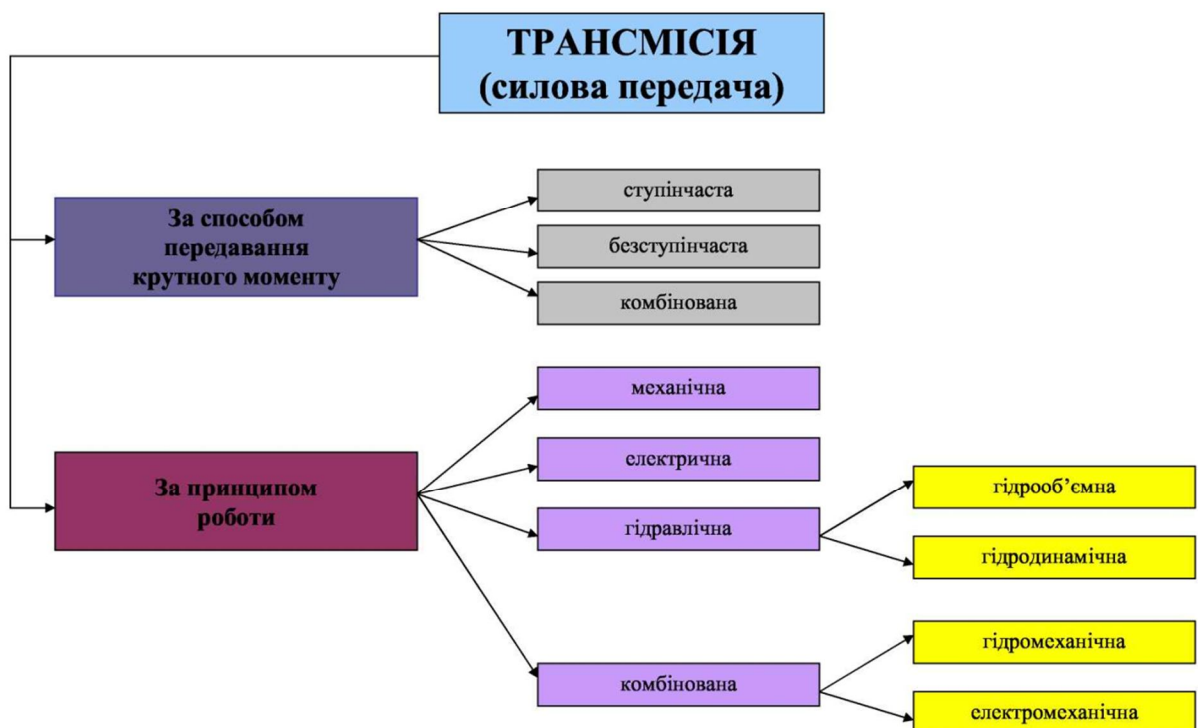 ТРАНСМІСІЯ
(силова передача)
За способом
передавання
крутного моменту
ступінчаста
безступінчаста
комбінована
За принципом
роботи
механічна
електрична
гідравлічна
гідрооб’ємна
гідродинамічна
комбінована
гідромеханічна
електромеханічна